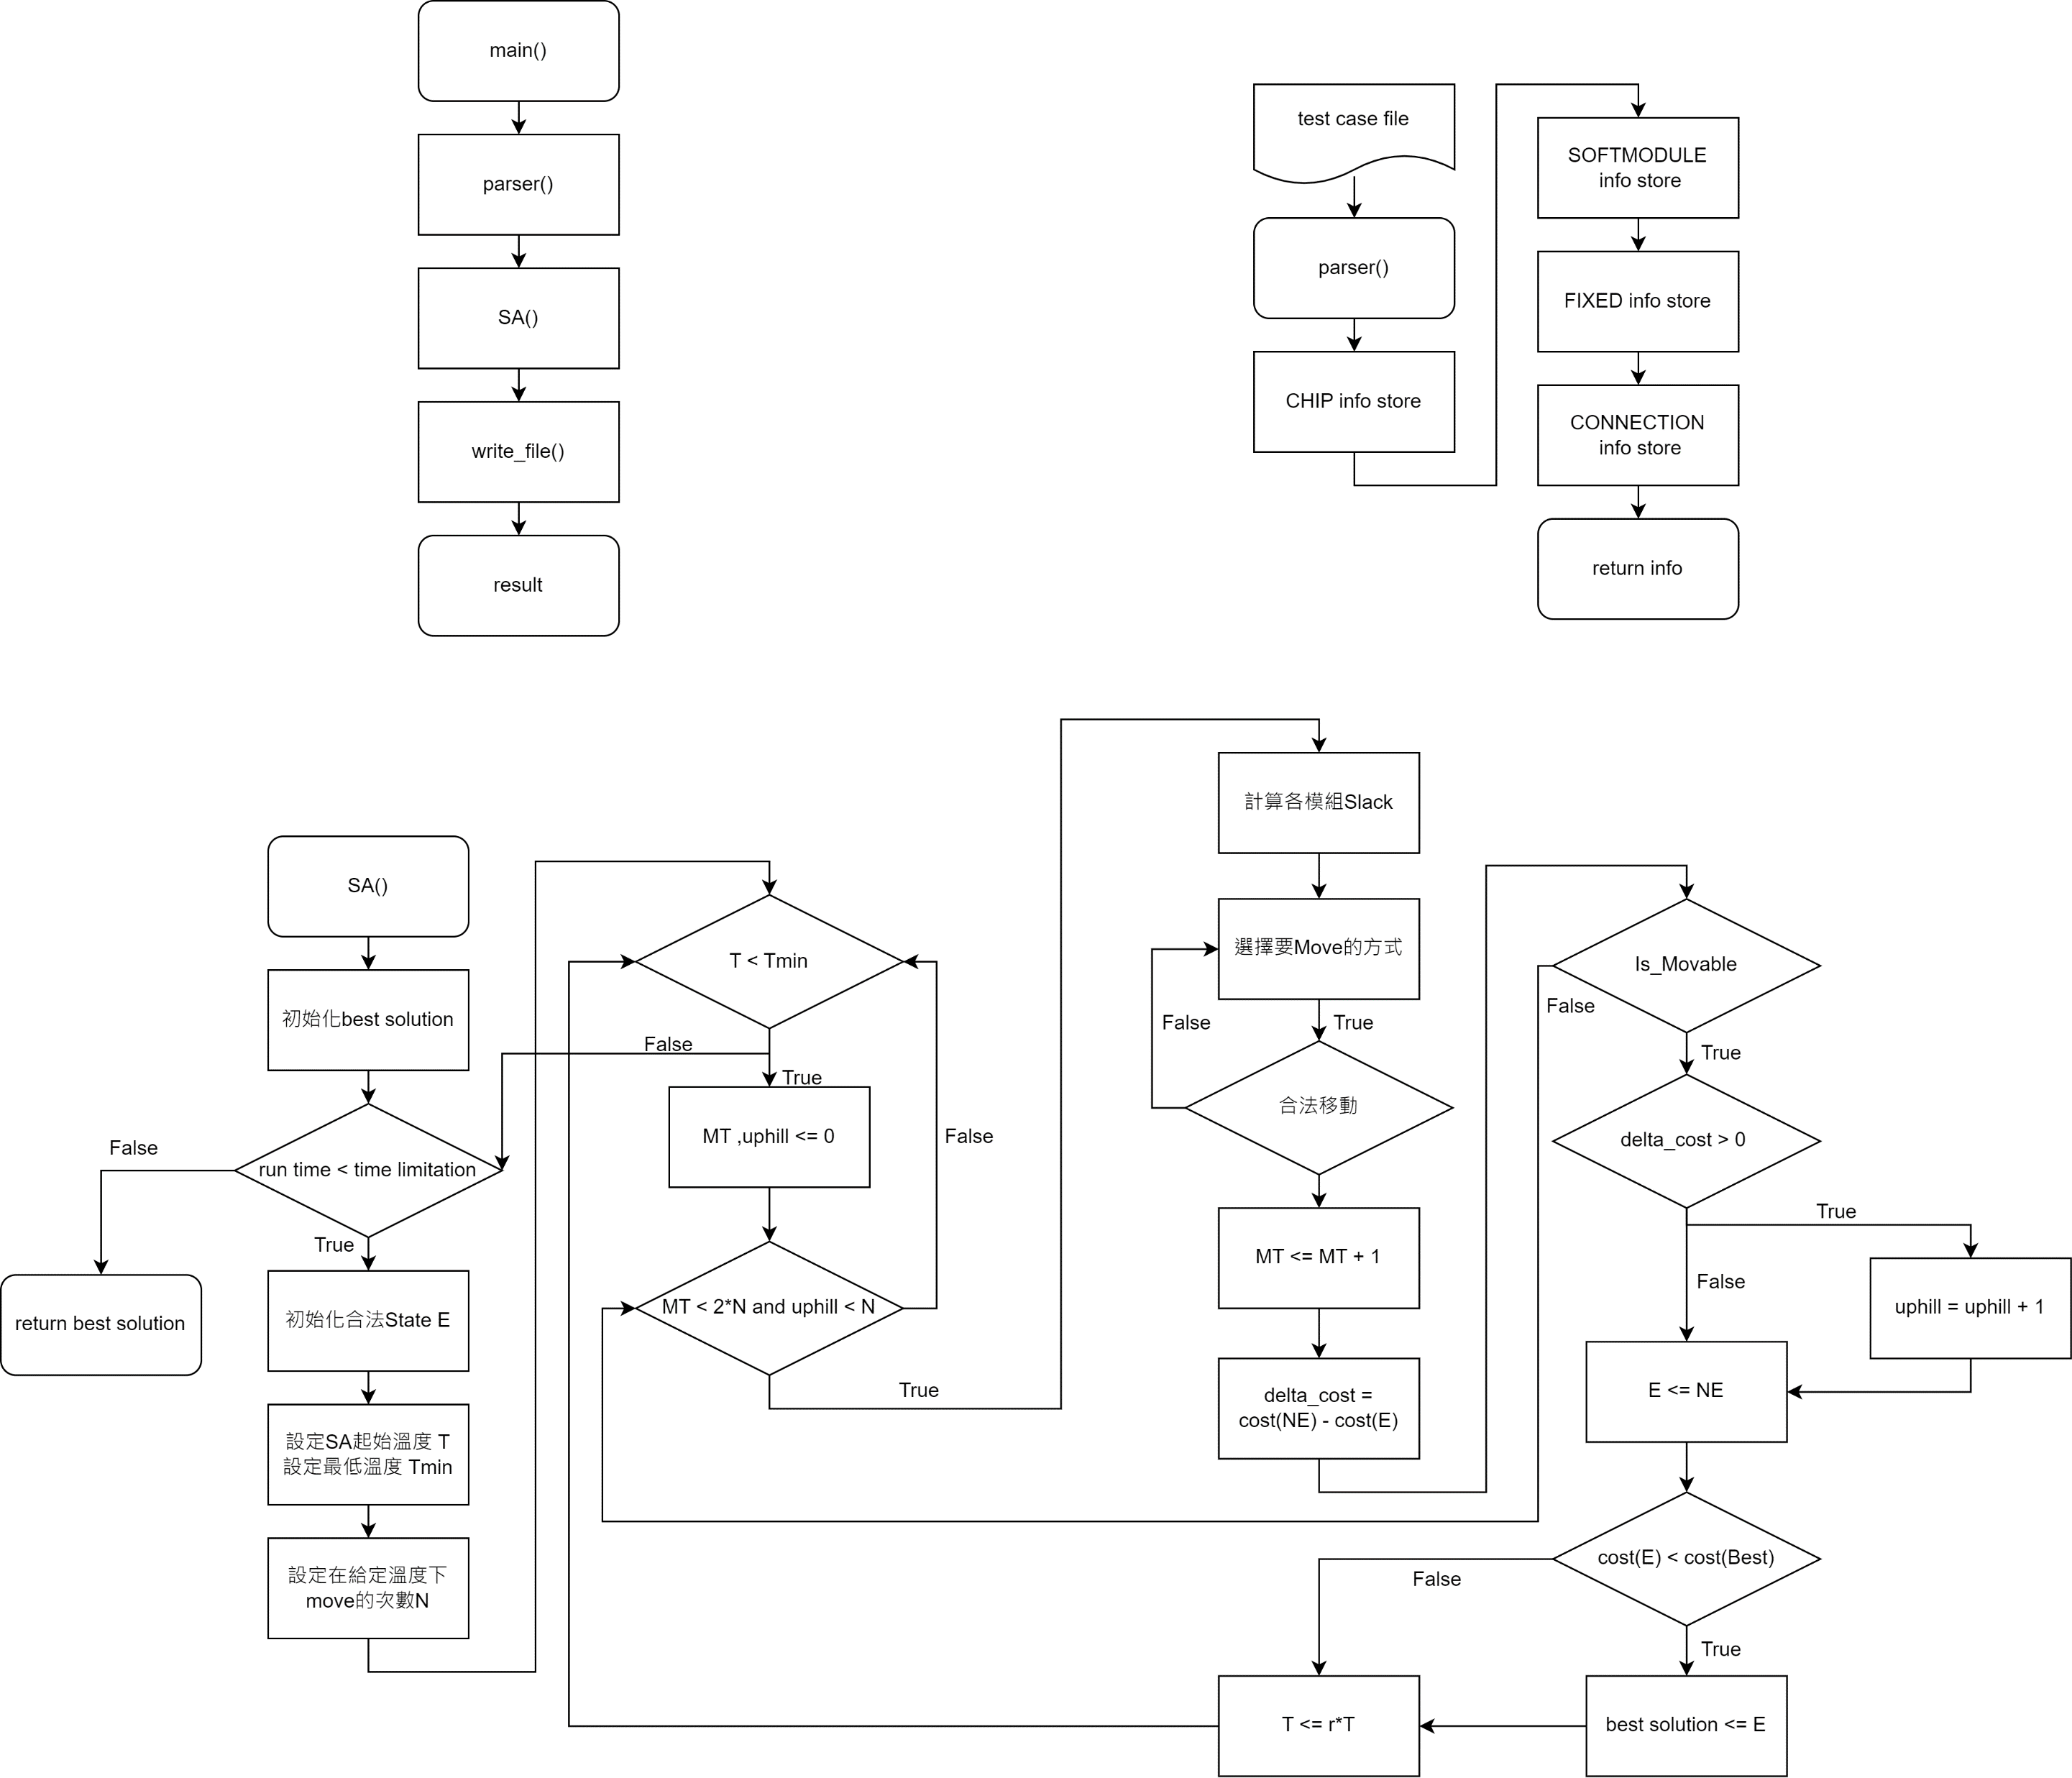 main()
parser()
SA()
write_file()
result
test case file
parser()
CHIP info store
SOFTMODULE
info store
FIXED info store
CONNECTION
info store
return info
SA()
初始化best solution
run time < time limitation
False
return best solution
True
初始化合法State E
設定SA起始溫度 T
設定最低溫度 Tmin
設定在給定溫度下
move的次數N
T < Tmin
False
True
MT ,uphill <= 0
False
MT < 2*N and uphill < N
True
計算各模組Slack
選擇要Move的方式
False
True
合法移動
MT <= MT + 1
delta_cost =
cost(NE) - cost(E)
Is_Movable
False
True
delta_cost > 0
True
False
uphill = uphill + 1
E <= NE
cost(E) < cost(Best)
False
True
T <= r*T
best solution <= E